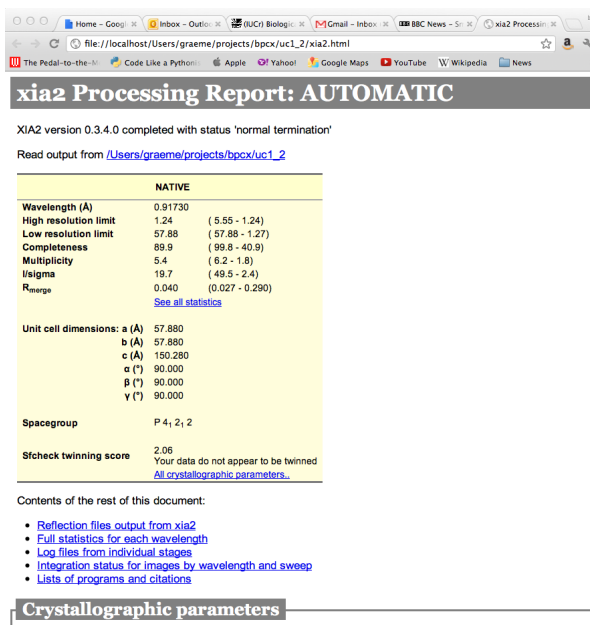 Home - Googl
Inbox - Outloo
(IUCr) Biologic
Gmail - Inbox
BBC News - Sri
xia2 Processin
file://localhost/Users/graeme/projects/bpcx/uc1_2/xia2.html
The Pedal-to-the-M
Code Like a Pythoni
Apple
Yahoo!
Google Maps
YouTube
Wikipedia
News
xia2 Processing Report: AUTOMATIC
XIA2 version 0.3.4.0 completed with status 'normal termination'
Read output from /Users/graeme/projects/bpcx/uc1_2
NATIVE
Wavelength (Å) 0.91730
High resolution limit 1.24 ( 5.55 - 1.24)
Low resolution limit 57.88 ( 57.88 - 1.27)
Completeness 89.9 ( 99.8 - 40.9)
Multiplicity 5.4 ( 6.2 - 1.8)
I/sigma 19.7 ( 49.5 - 2.4)
Rmerge 0.040 (0.027 - 0.290)
See all statistics
Unit cell dimensions: a (Å) 57.880
b (Å) 57.880
c (Å) 150.280
α (°) 90.000
β (°) 90.000
γ (°) 90.000
Spacegroup P 4₁ 2₁ 2
Sfcheck twinning score 2.06
Your data do not appear to be twinned
All crystallographic parameters..
Contents of the rest of this document:
Reflection files output from xia2
Full statistics for each wavelength
Log files from individual stages
Integration status for images by wavelength and sweep
Lists of programs and citations
Crystallographic parameters